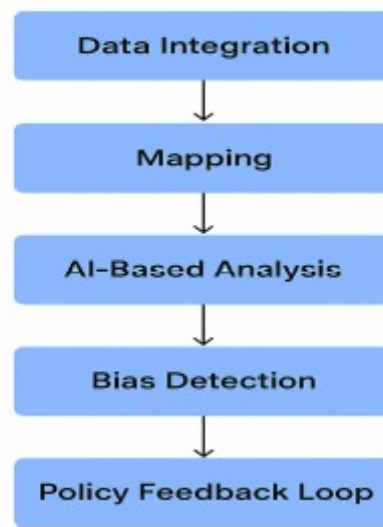 Data Integration
Mapping
AI-Based Analysis
Bias Detection
Policy Feedback Loop